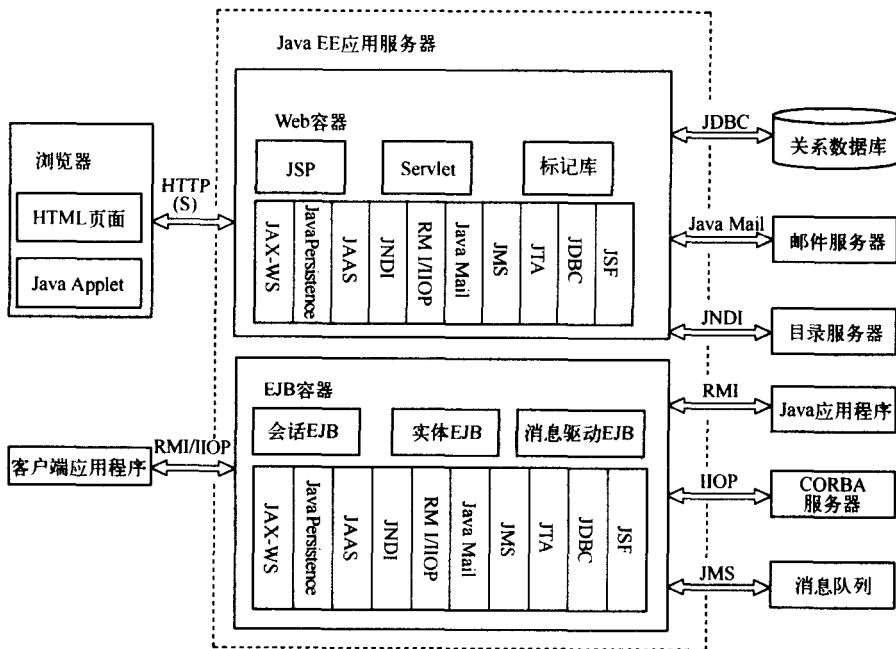 Java EE应用服务器
浏览器
HTML页面
Java Applet
HTTP
(S)
Web容器
JSP
Servlet
标记库
JAX-WS
JavaPersistence
JAAS
JNDI
RM I/IIOP
Java Mail
JMS
JTA
JDBC
JSF
JDBC
关系数据库
Java Mail
邮件服务器
JNDI
目录服务器
客户端应用程序
RMI/IIOP
EJB容器
会话EJB
实体EJB
消息驱动EJB
JAX-WS
JavaPersistence
JAAS
JNDI
RM I/IIOP
Java Mail
JMS
JTA
JDBC
JSF
RMI
Java应用程序
IIOP
CORBA
服务器
JMS
消息队列